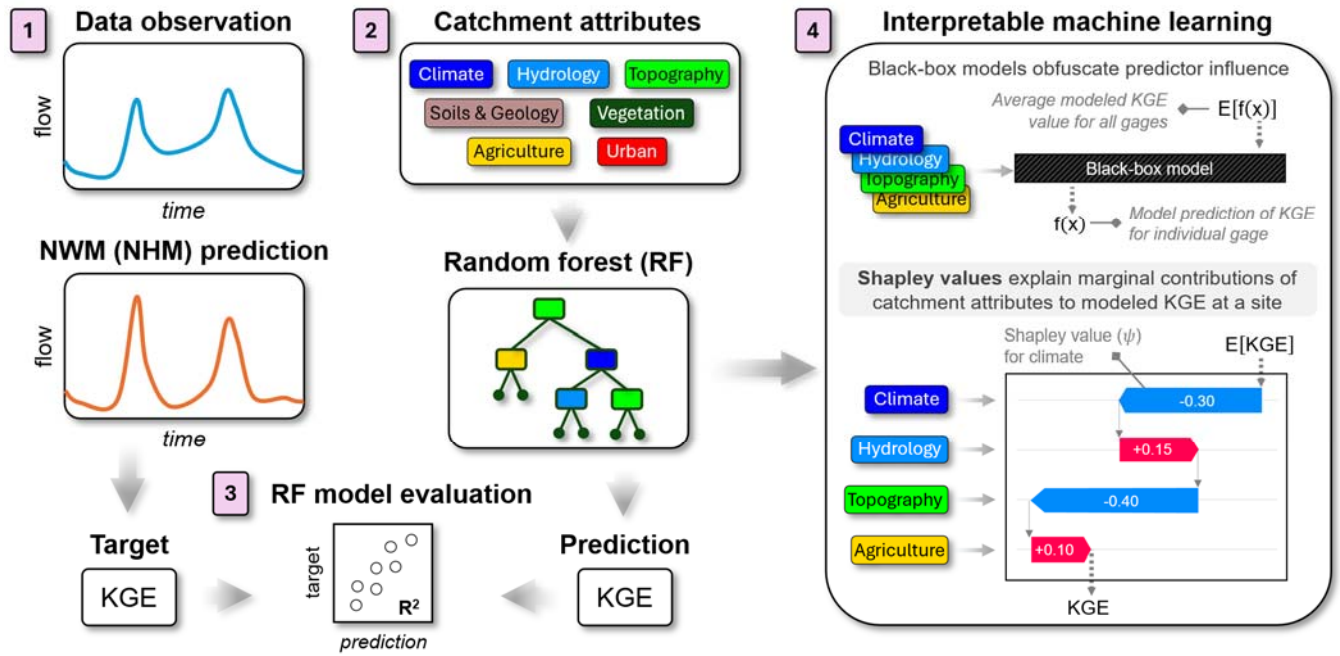 1
Data observation
flow
time
NWM (NHM) prediction
flow
time
Target
KGE
2
Catchment attributes
Climate
Hydrology
Topography
Soils & Geology
Vegetation
Agriculture
Urban
Random forest (RF)
3
RF model evaluation
target
R²
prediction
Prediction
KGE
4
Interpretable machine learning
Black-box models obfuscate predictor influence
Average modeled KGE
value for all gages
E[f(x)]
Climate
Hydrology
Topography
Agriculture
Black-box model
f(x)
Model prediction of KGE
for individual gage
Shapley values explain marginal contributions of
catchment attributes to modeled KGE at a site
Shapley value (ψ)
for climate
E[KGE]
Climate
-0.30
Hydrology
+0.15
Topography
-0.40
Agriculture
+0.10
KGE